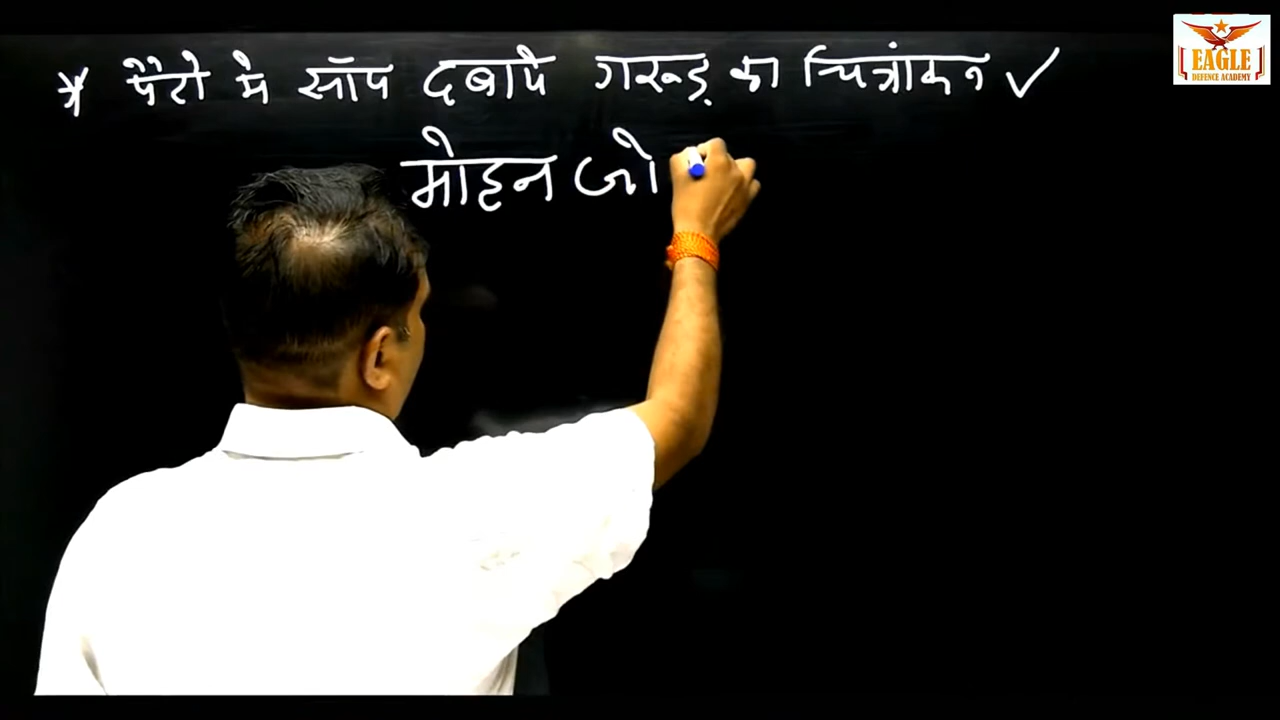 * पैरो मे साँप दबाये गरूड़ का चित्रांकन ✓
मोहन जो
EAGLE
DEFENCE ACADEMY